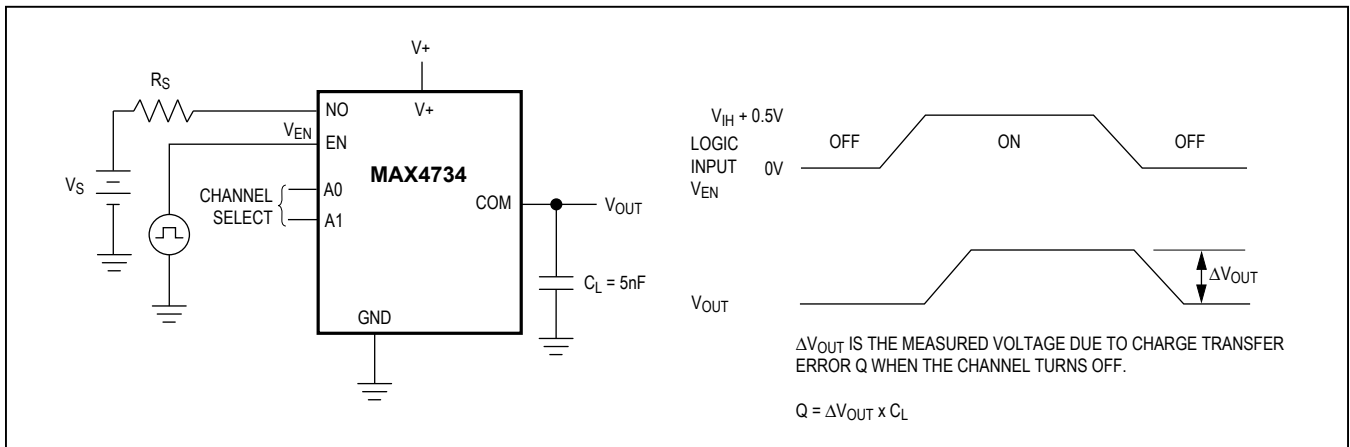 V+
RS
NO
V+
VEN
EN
MAX4734
VS
CHANNEL
SELECT
A0
A1
COM
VOUT
CL = 5nF
GND
VIH + 0.5V
LOGIC
INPUT 0V
VEN
OFF
ON
OFF
VOUT
ΔVOUT
ΔVOUT IS THE MEASURED VOLTAGE DUE TO CHARGE TRANSFER
ERROR Q WHEN THE CHANNEL TURNS OFF.
Q = ΔVOUT x CL